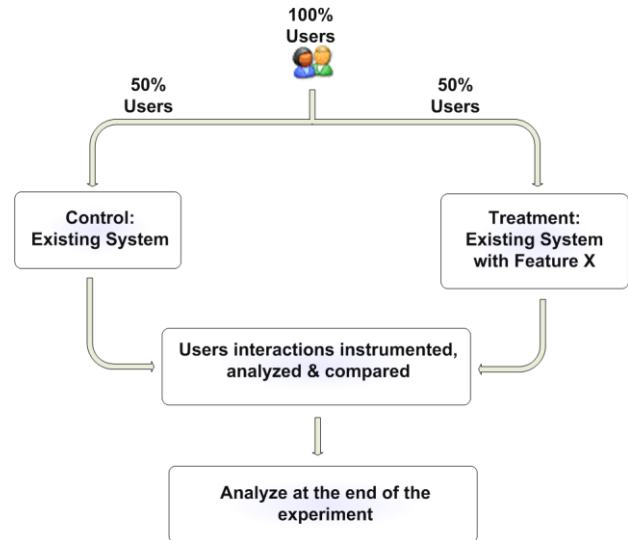 100%
Users
50%
Users
50%
Users
Control:
Existing System
Treatment:
Existing System
with Feature X
Users interactions instrumented,
analyzed & compared
Analyze at the end of the
experiment